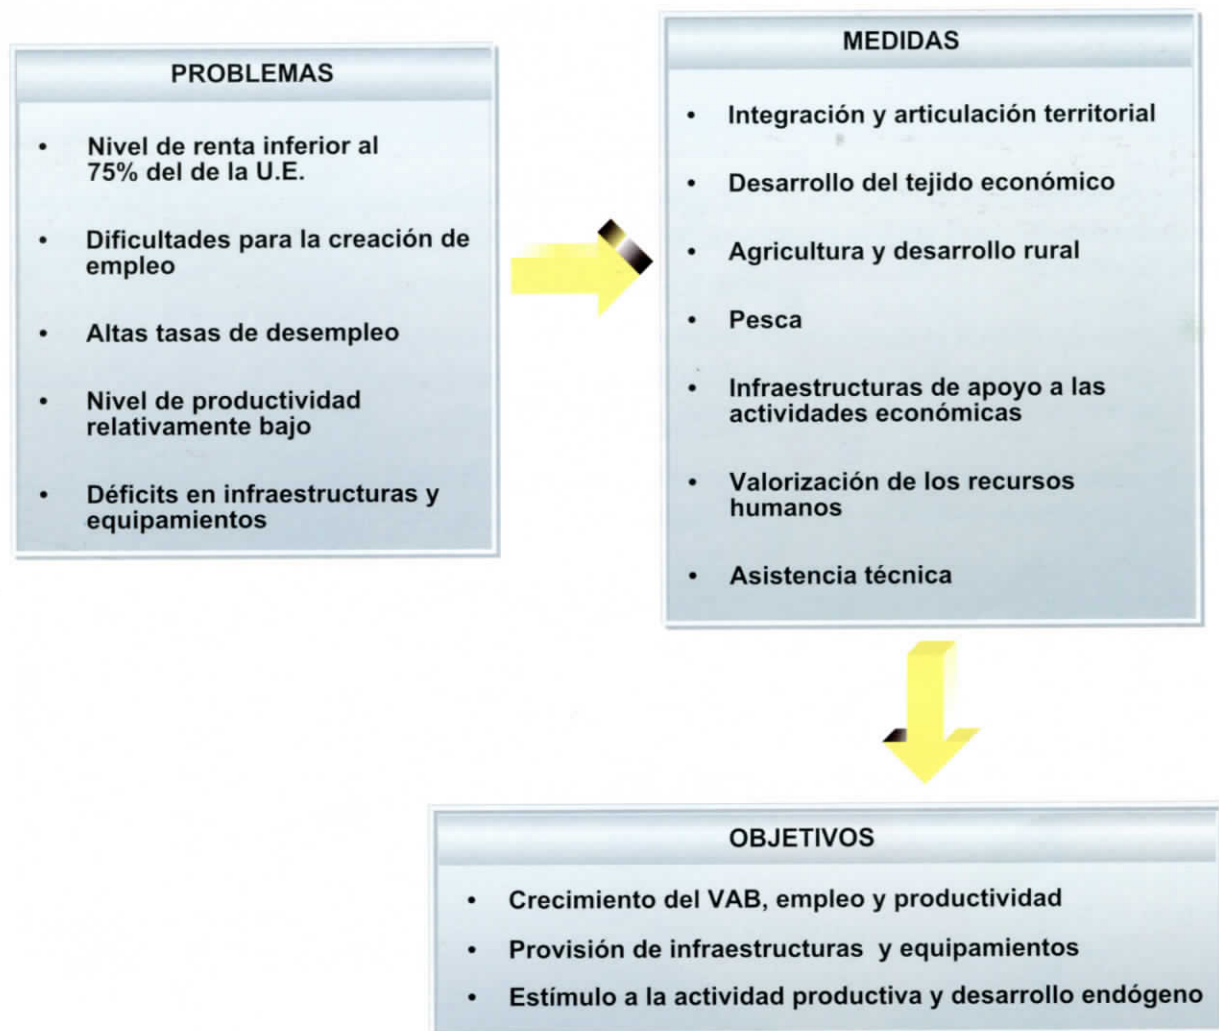 PROBLEMAS
• Nivel de renta inferior al
75% del de la U.E.
• Dificultades para la creación de
empleo
• Altas tasas de desempleo
• Nivel de productividad
relativamente bajo
• Déficits en infraestructuras y
equipamientos
MEDIDAS
• Integración y articulación territorial
• Desarrollo del tejido económico
• Agricultura y desarrollo rural
• Pesca
• Infraestructuras de apoyo a las
actividades económicas
• Valorización de los recursos
humanos
• Asistencia técnica
OBJETIVOS
• Crecimiento del VAB, empleo y productividad
• Provisión de infraestructuras y equipamientos
• Estímulo a la actividad productiva y desarrollo endógeno